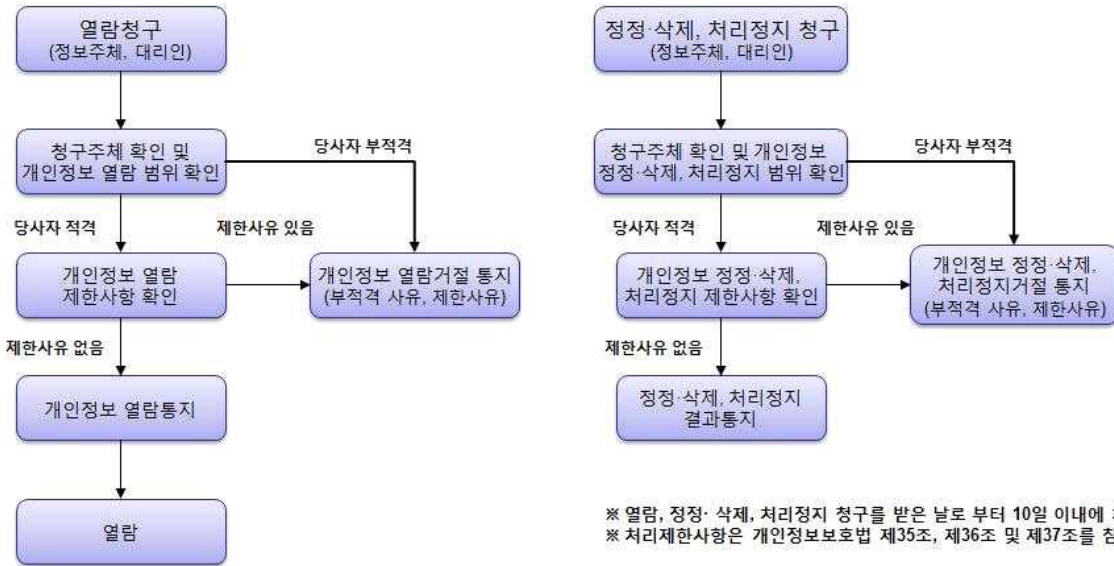 열람청구
(정보주체, 대리인)
청구주체 확인 및
개인정보 열람 범위 확인
당사자 부적격
당사자 적격
제한사유 있음
개인정보 열람
제한사항 확인
개인정보 열람거절 통지
(부적격 사유, 제한사유)
제한사유 없음
개인정보 열람통지
열람
정정·삭제, 처리정지 청구
(정보주체, 대리인)
청구주체 확인 및 개인정보
정정·삭제, 처리정지 범위 확인
당사자 부적격
당사자 적격
제한사유 있음
개인정보 정정·삭제,
처리정지 제한사항 확인
개인정보 정정·삭제,
처리정지거절 통지
(부적격 사유, 제한사유)
제한사유 없음
정정·삭제, 처리정지
결과통지
※ 열람, 정정· 삭제, 처리정지 청구를 받은 날로 부터 10일 이내에
※ 처리제한사항은 개인정보보호법 제35조, 제36조 및 제37조를